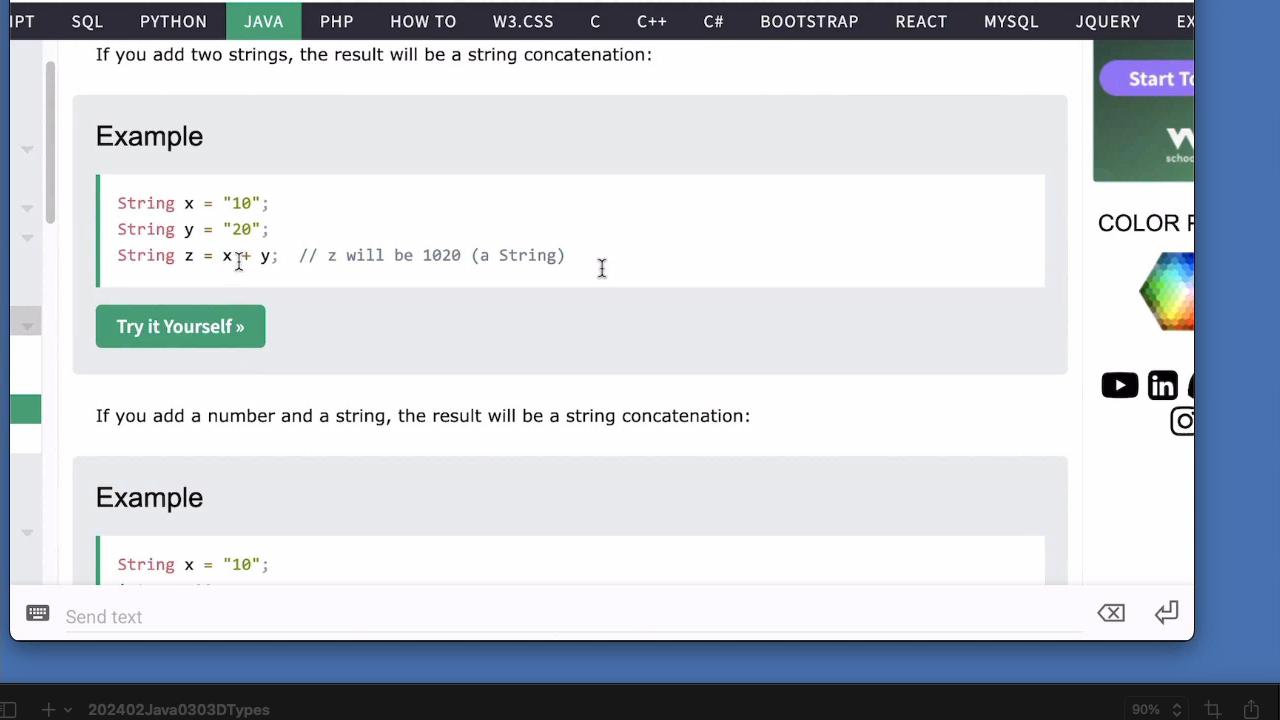 IPT SQL PYTHON JAVA PHP HOW TO W3.CSS C C++ C# BOOTSTRAP REACT MYSQL JQUERY EX
If you add two strings, the result will be a string concatenation:
Start To
Example
W
schoo
String x = "10";
String y = "20";
String z = x + y;  // z will be 1020 (a String)
COLOR P
Try it Yourself »
If you add a number and a string, the result will be a string concatenation:
Example
String x = "10";
Send text
202402Java0303DTypes
90%